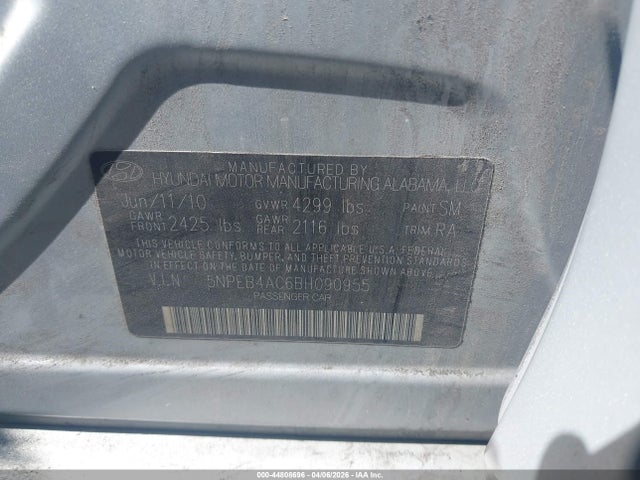 MANUFACTURED BY
HYUNDAI MOTOR MANUFACTURING ALABAMA, LLC
Jun/11/10 GVWR 4299 lbs PAINT SM
GAWR FRONT 2425 lbs GAWR REAR 2116 lbs TRIM RA
THIS VEHICLE CONFORMS TO ALL APPLICABLE U.S.A. FEDERAL
MOTOR VEHICLE SAFETY, BUMPER, AND THEFT PREVENTION STANDARDS
IN EFFECT ON THE DATE OF MANUFACTURE SHOWN ABOVE.
V.I.N 5NPEB4AC6BH090955
PASSENGER CAR
000-44808696 - 04/06/2026 - IAAI - COPART INC.